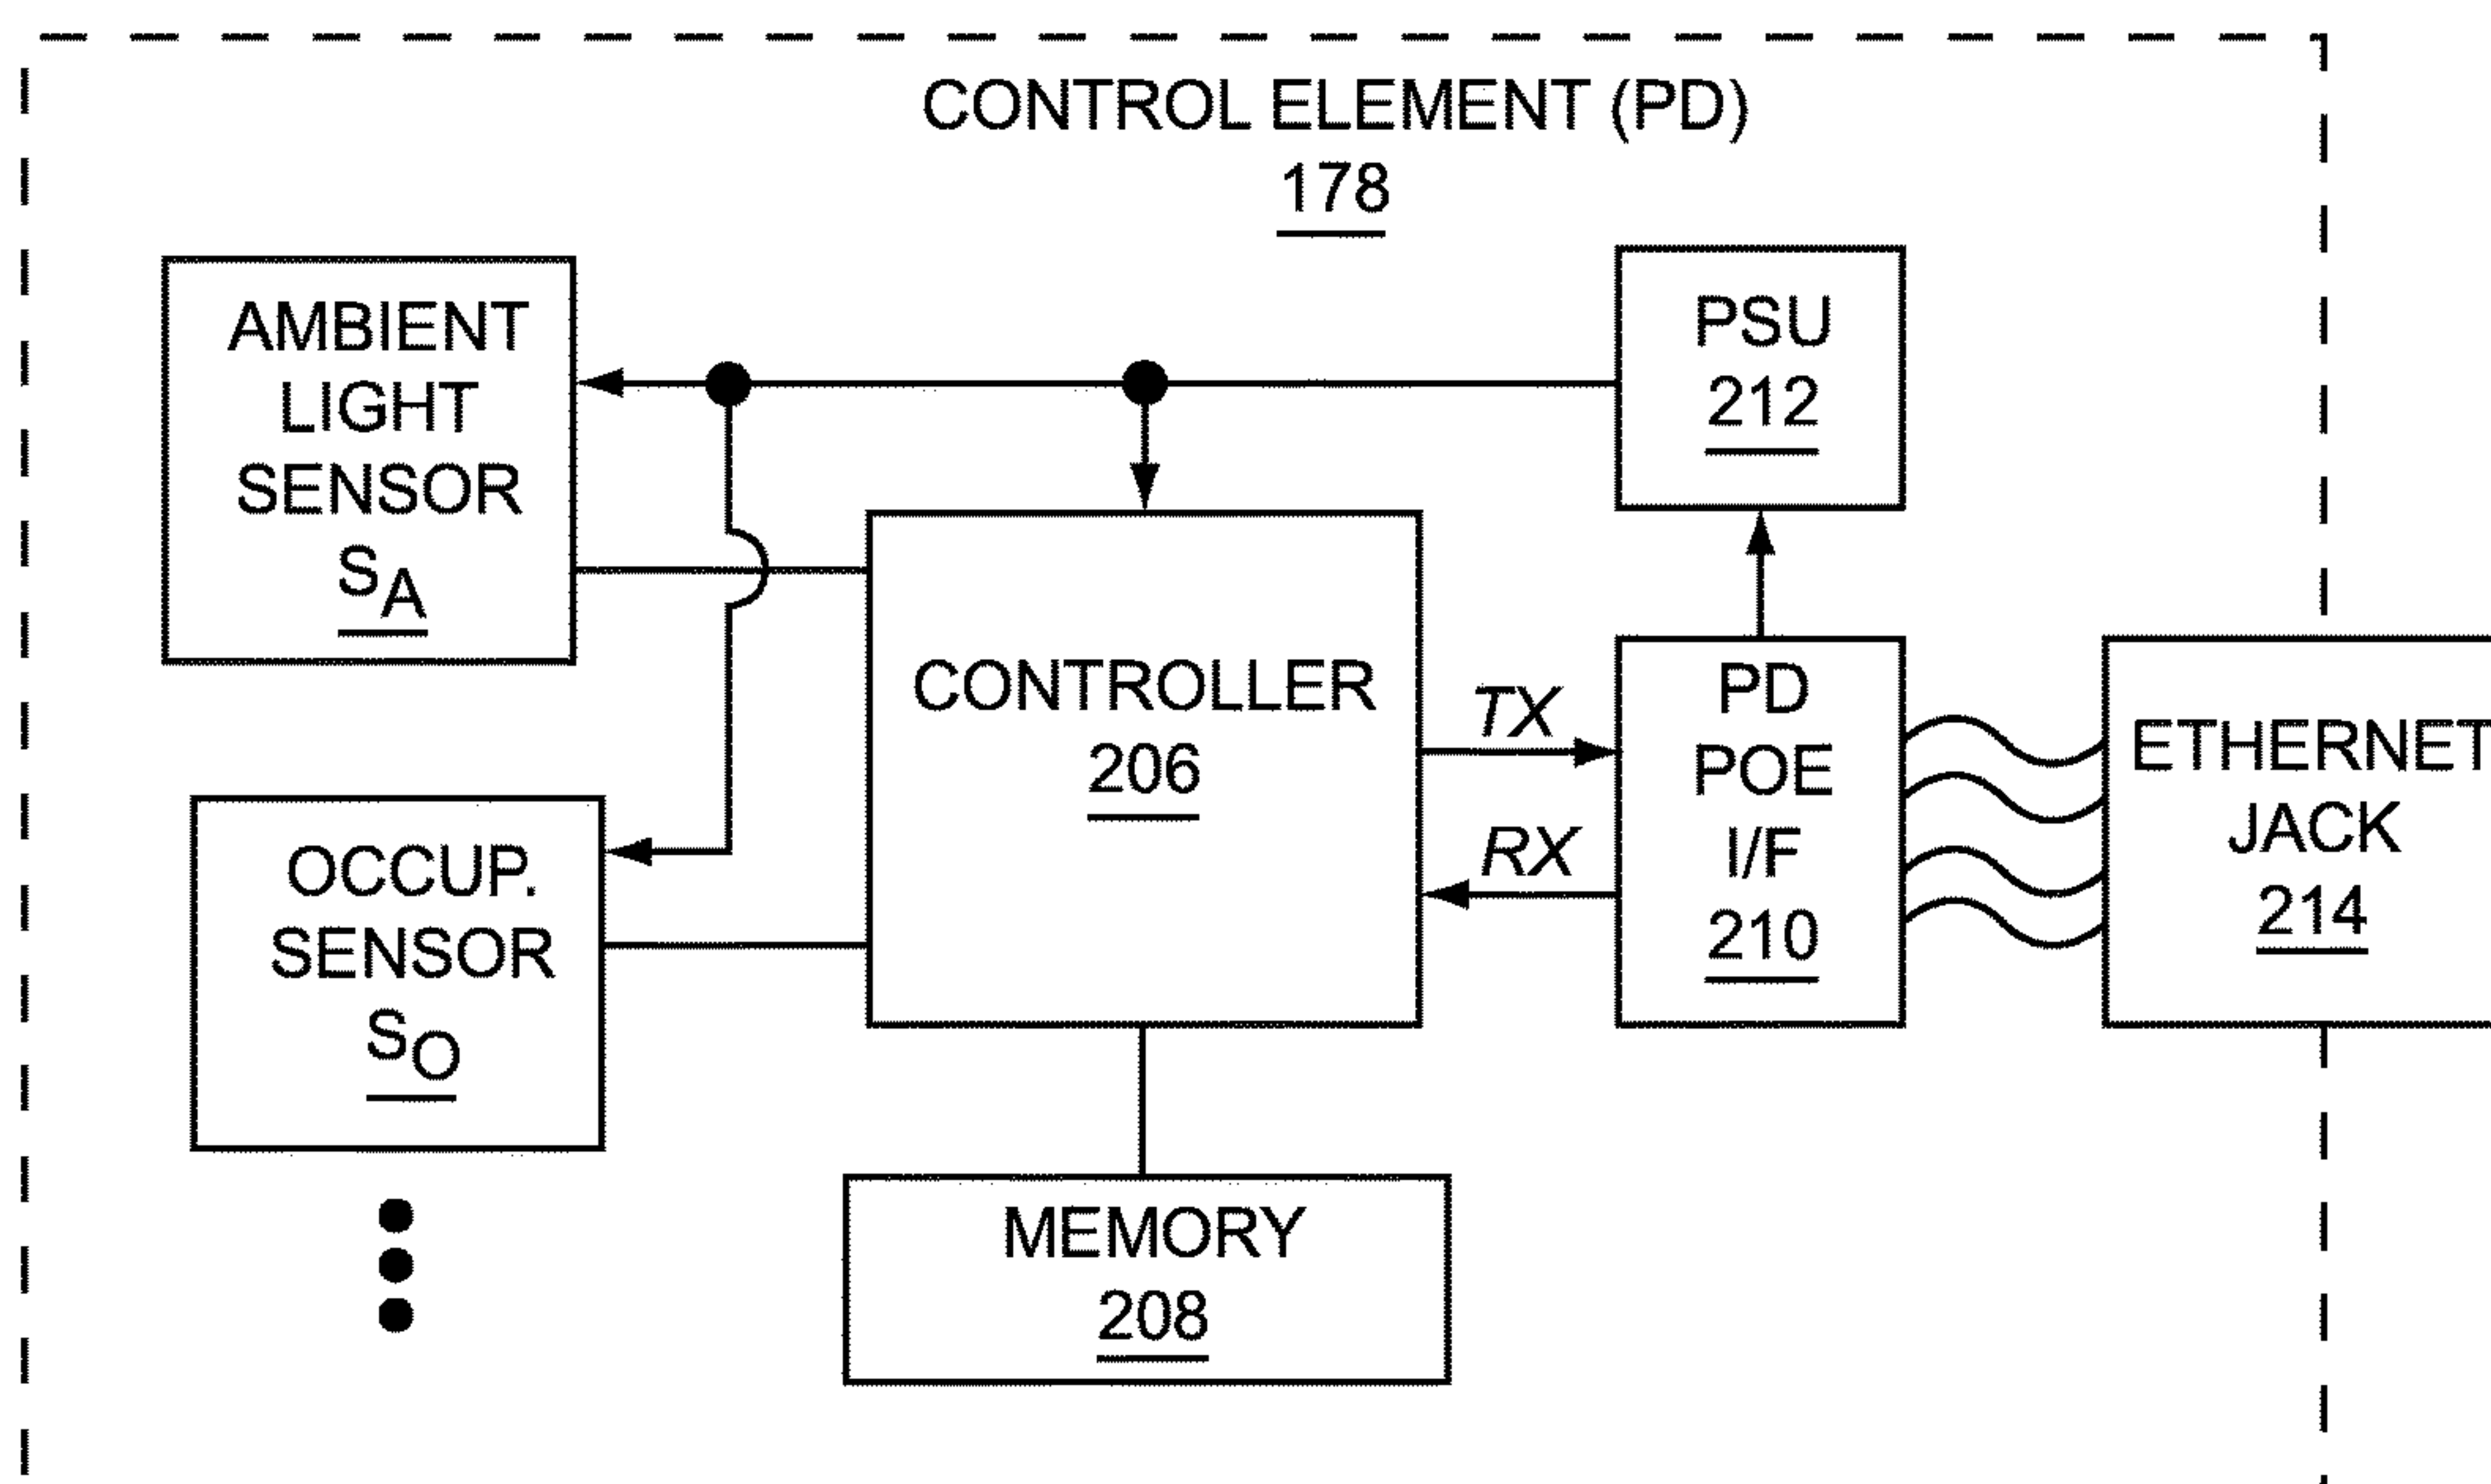 CONTROL ELEMENT (PD)
178
AMBIENT
LIGHT
SENSOR
SA
PSU
212
CONTROLLER
206
TX
RX
PD
POE
I/F
210
ETHERNET
JACK
214
OCCUP.
SENSOR
SO
MEMORY
208